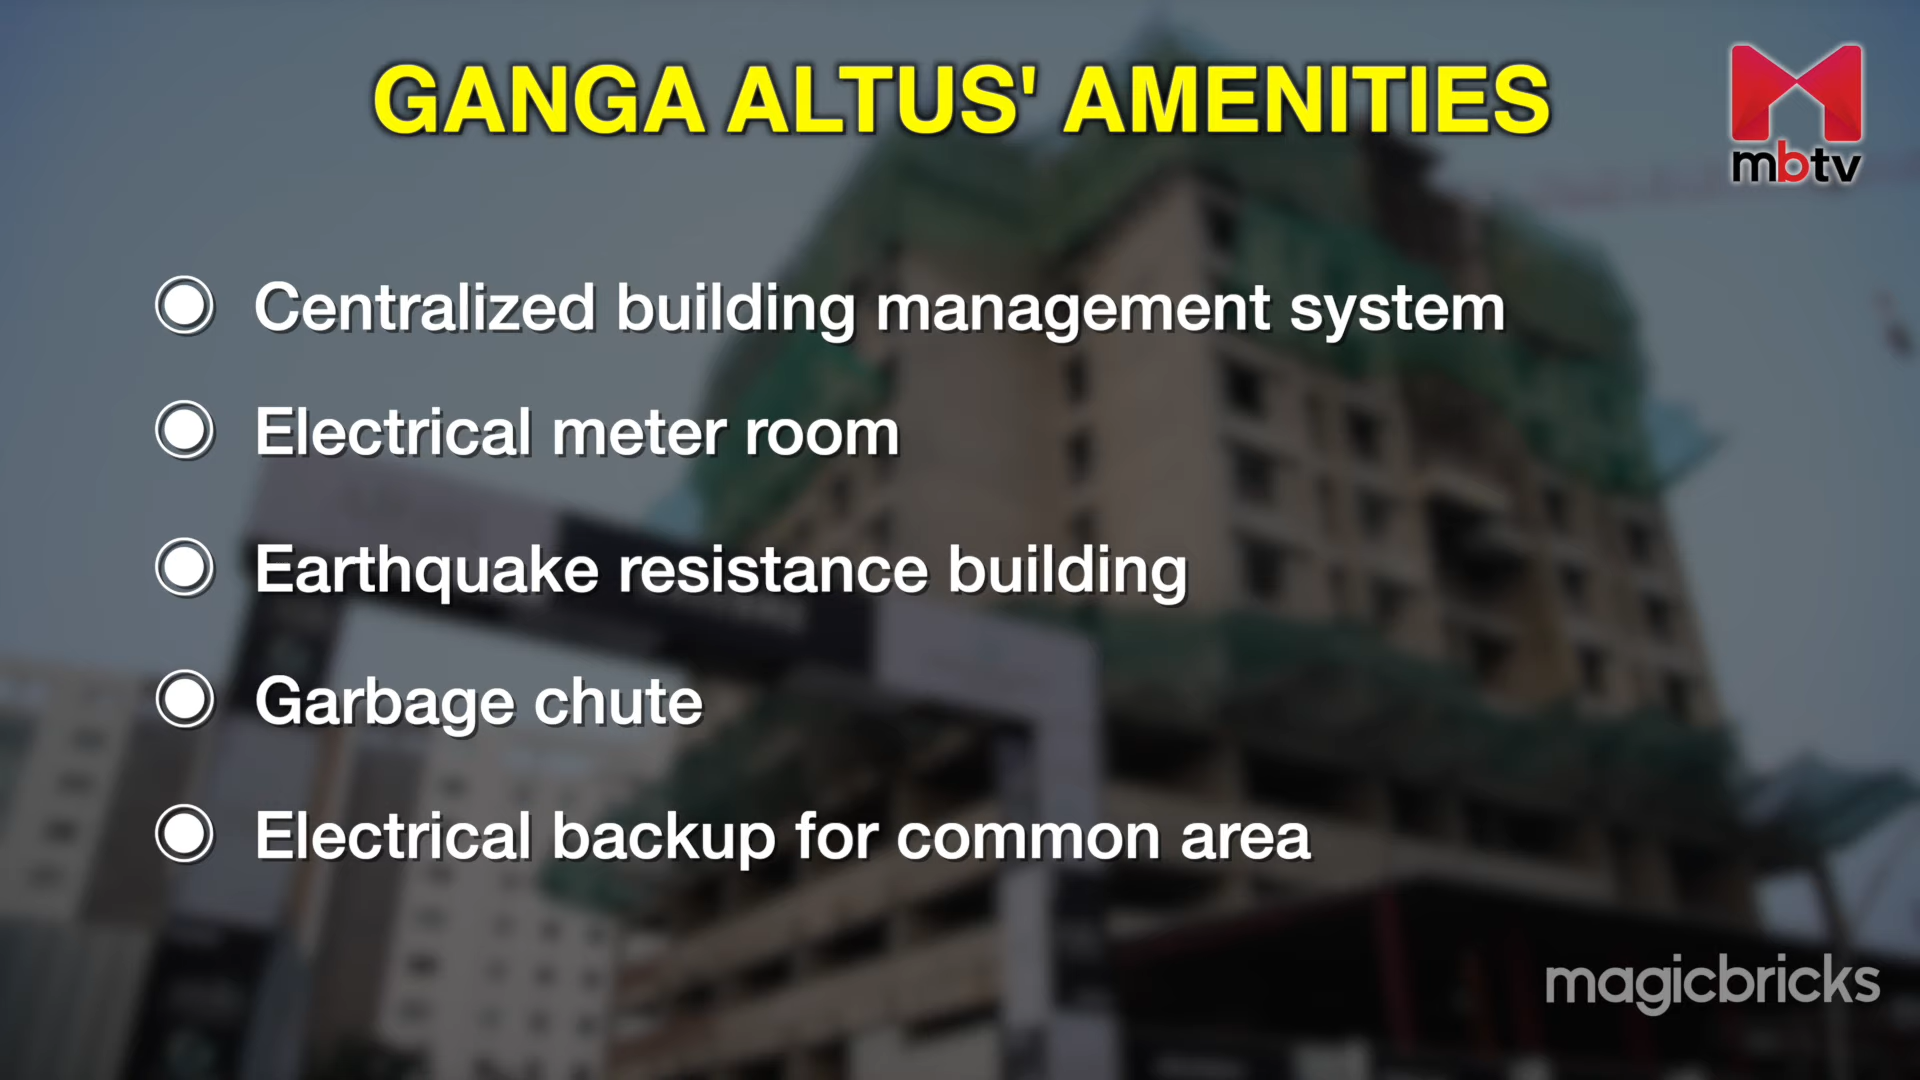 GANGA ALTUS' AMENITIES
mbtv
Centralized building management system
Electrical meter room
Earthquake resistance building
Garbage chute
Electrical backup for common area
magicbricks